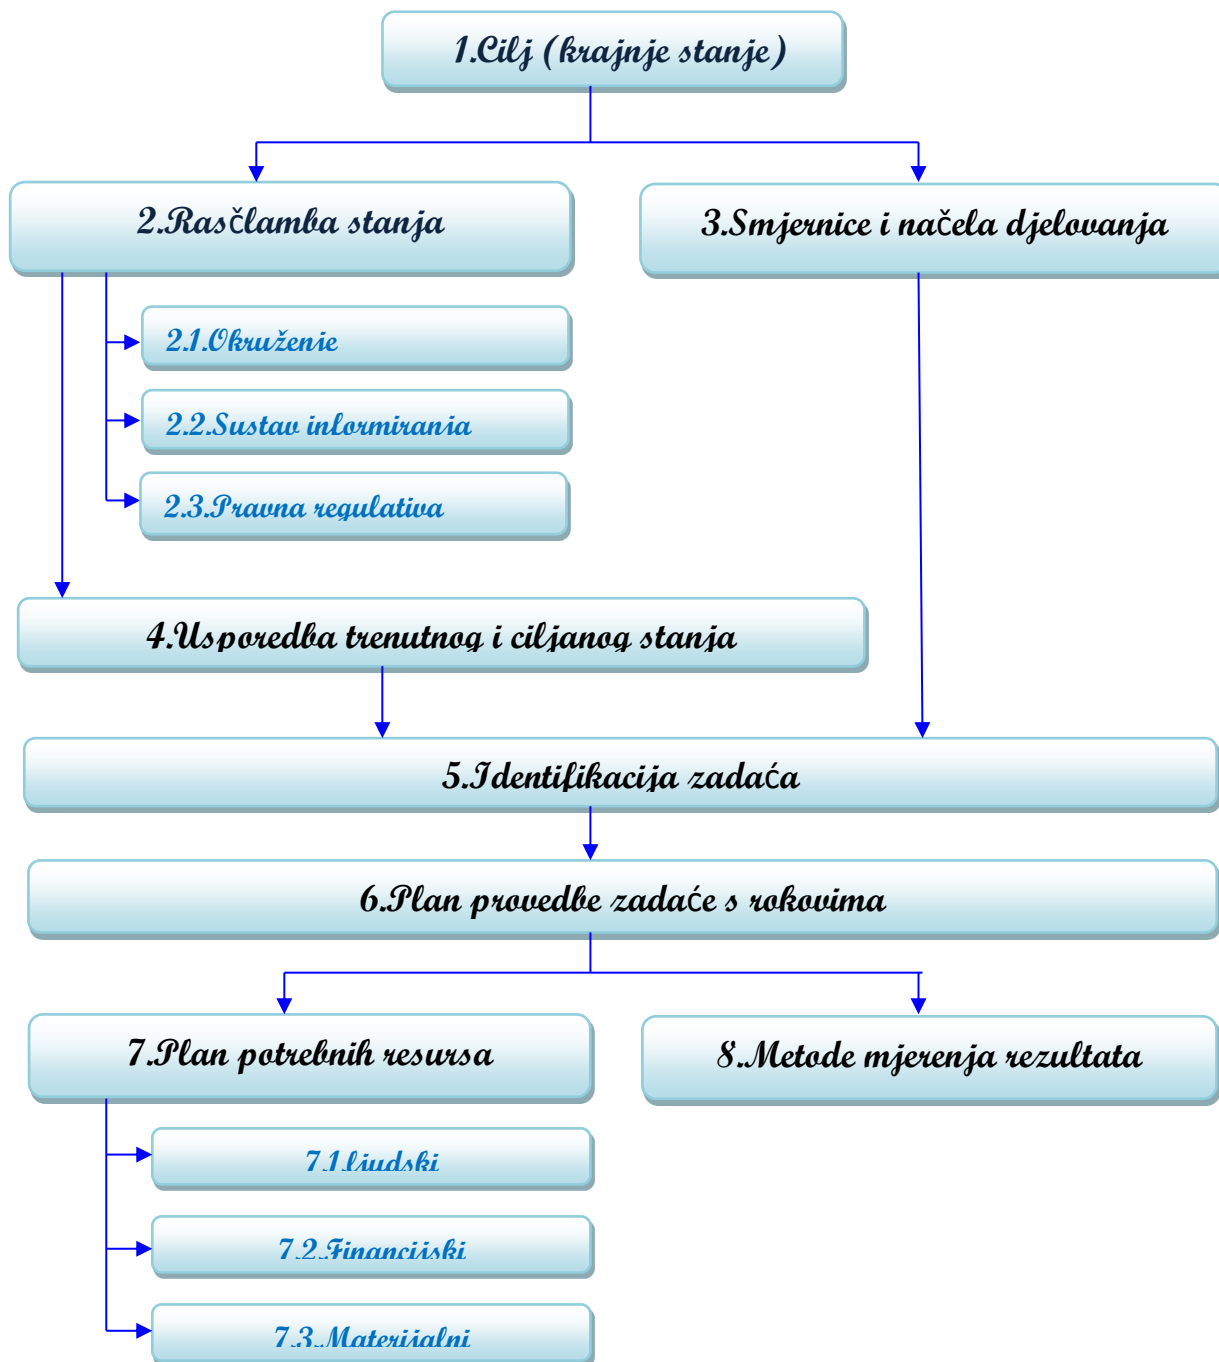 1.Cilj (krajnje stanje)
2.Rasčlamba stanja
3.Smjernice i načela djelovanja
2.1.Okruženje
2.2.Sustav informiranja
2.3.Pravna regulativa
4.Usporedba trenutnog i ciljanog stanja
5.Identifikacija zadaća
6.Plan provedbe zadaće s rokovima
7.Plan potrebnih resursa
8.Metode mjerenja rezultata
7.1.ljudski
7.2.Financijski
7.3.Materijalni